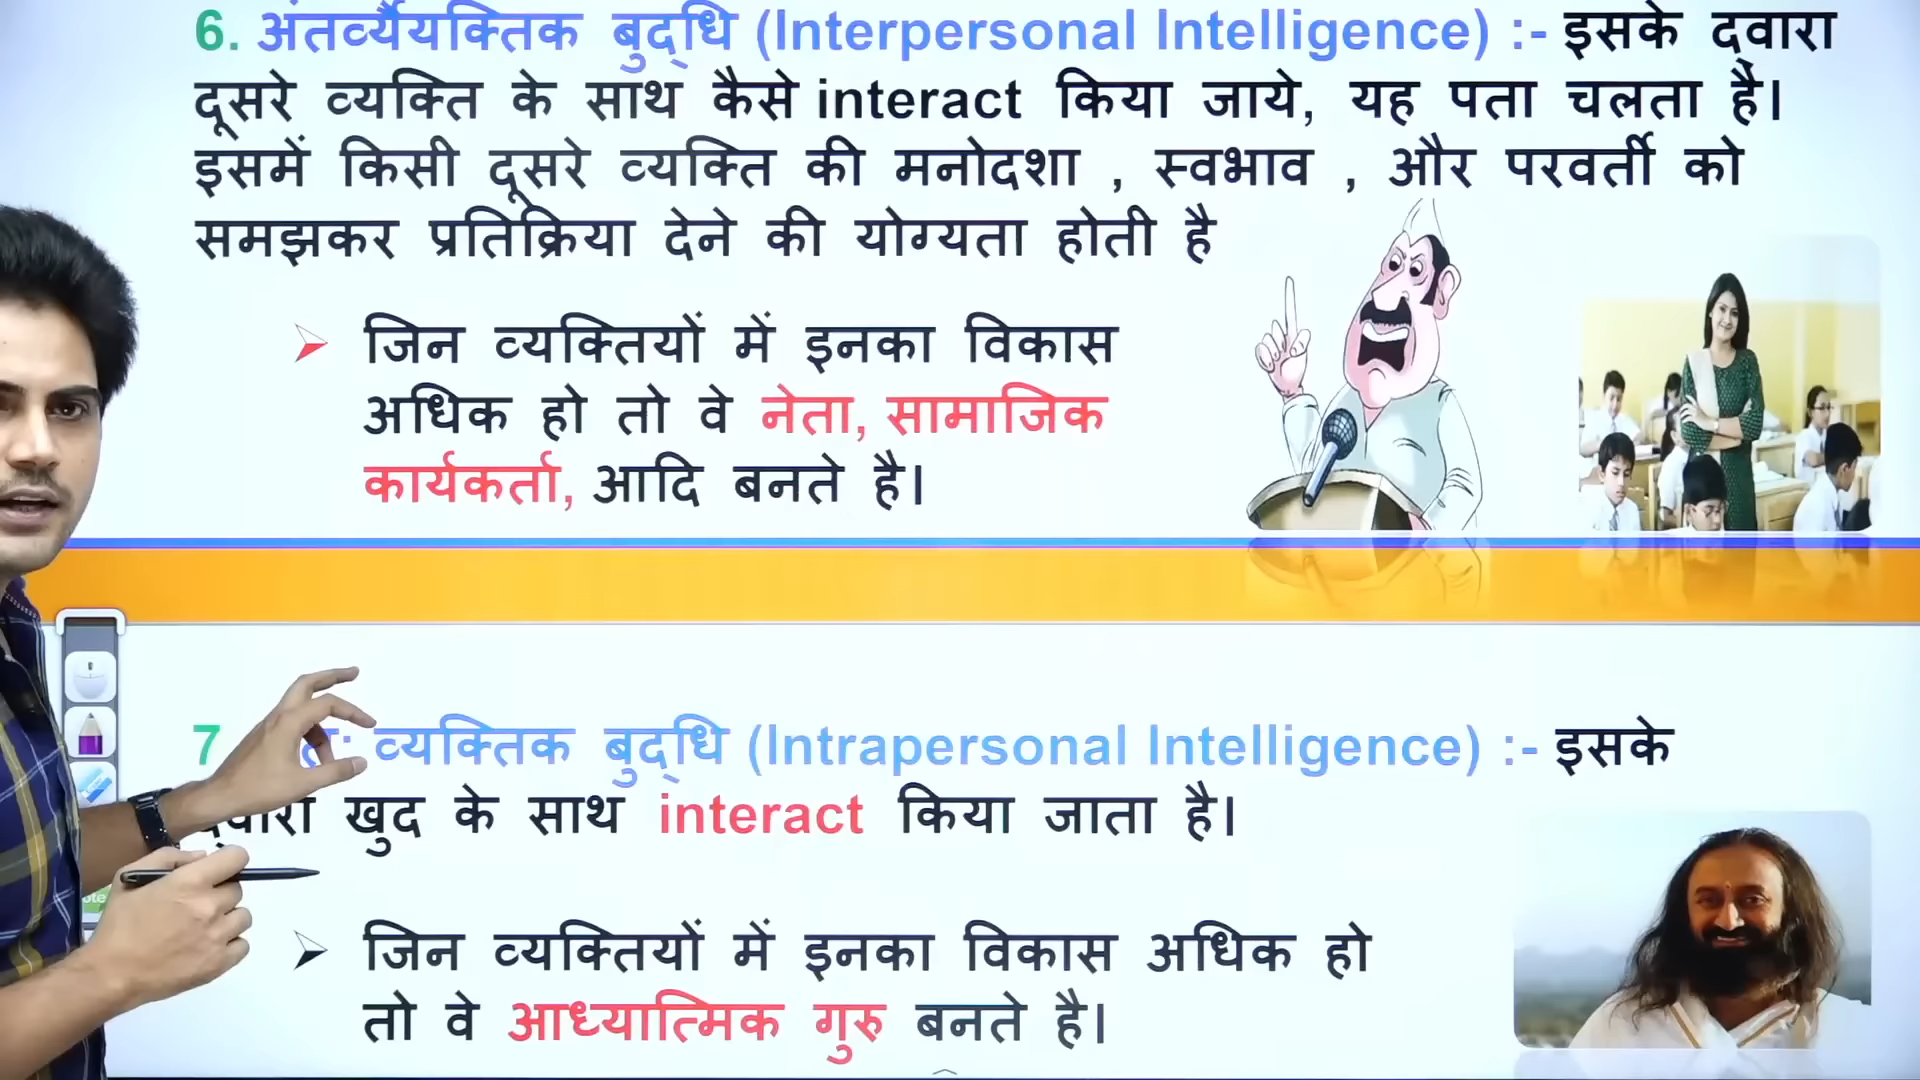 6. अंतर्व्यैयक्तिक बुद्धि (Interpersonal Intelligence) :- इसके द्वारा
दूसरे व्यक्ति के साथ कैसे interact किया जाये, यह पता चलता है।
इसमें किसी दूसरे व्यक्ति की मनोदशा , स्वभाव , और परवर्ती को
समझकर प्रतिक्रिया देने की योग्यता होती है
जिन व्यक्तियों में इनका विकास
अधिक हो तो वे नेता, सामाजिक
कार्यकर्ता, आदि बनते है।
7 व्यक्तिक बुद्धि (Intrapersonal Intelligence) :- इसके
द्वारा खुद के साथ interact किया जाता है।
जिन व्यक्तियों में इनका विकास अधिक हो
तो वे आध्यात्मिक गुरु बनते है।